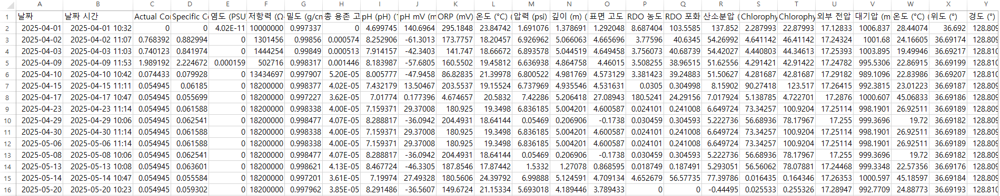 A B C D E F G H I J K L M N O P Q R S T U V W X Y
1 날짜 날짜 시간 Actual Co Specific Co 염도 (PSU 저항력 (Ω 밀도 (g/cm 총 용존 고 pH (pH) ( pH mV (m ORP (mV) 온도 (°C) ( 압력 (psi) 깊이 (m) ( 표면 고도 RDO 농도 RDO 포화 산소분압 ( Chlorophy Chlorophy 외부 전압 대기압 (m 온도 (°C) ( 위도 (°) 경도 (°)
2 2025-04-01 2025-04-01 10:32 0 0 4.02E-11 10000000 0.997337 0 4.699745 140.6964 295.1848 23.84742 1.691076 1.378691 1.292048 8.687404 103.5585 137.852 2.287993 22.87993 17.12833 1006.837 28.44074 36.692 128.809
3 2025-04-02 2025-04-02 11:07 0.768392 0.882994 0 1301456 0.99856 0.000574 8.252906 -61.3013 173.7757 18.20457 6.926962 5.066063 4.665696 3.77596 40.6345 54.26992 4.641142 46.41142 17.24324 1001.68 24.16605 36.69174 128.809
4 2025-04-03 2025-04-03 11:03 0.740123 0.841974 0 1444254 0.99849 0.000513 7.914157 -42.3403 141.747 18.66672 6.893578 5.044519 4.649458 3.756073 40.68739 54.42027 4.440803 44.34613 17.25393 1003.895 19.49946 36.69217 128.810
5 2025-04-09 2025-04-09 11:53 1.989192 2.224672 0.000159 502716 0.998317 0.001446 8.183987 -57.6805 160.5502 19.45812 6.636938 4.864758 4.46015 3.508255 38.96515 51.62556 4.291421 42.91422 17.24782 995.5306 22.86915 36.69199 128.810
6 2025-04-10 2025-04-10 10:42 0.074433 0.079928 0 13434697 0.997907 5.20E-05 8.005777 -47.9458 86.82835 21.39978 6.800522 4.981769 4.573129 3.381423 39.24883 51.50627 4.281687 42.81687 17.29182 989.1096 22.83986 36.69207 128.810
7 2025-04-15 2025-04-15 11:11 0.054945 0.06185 0 18200000 0.998377 4.02E-05 7.432179 13.50467 203.5537 19.15524 6.737969 4.935546 4.531631 0.0305 0.304998 8.15902 90.27418 123.517 17.26415 992.3815 23.01223 36.69187 128.809
8 2025-04-17 2025-04-17 10:47 0.054945 0.055699 0 18200000 0.997227 3.62E-05 7.01774 0.177396 4.674657 20.5832 7.42286 5.206418 27.08943 180.5241 24.29156 7.017924 5.138785 4.722701 17.2876 1000.607 45.06833 36.69186 128.809
9 2025-04-23 2025-04-23 11:14 0.054945 0.061588 0 18200000 0.998338 4.00E-05 7.159371 29.37008 180.925 19.3498 6.836185 5.004201 4.600587 0.024101 0.241008 6.649724 73.34257 100.9204 17.25114 998.1901 26.92511 36.69189 128.809
10 2025-04-29 2025-04-29 10:06 0.054945 0.062541 0 18200000 0.998477 4.07E-05 8.288817 -36.0942 204.4931 18.64144 0.05469 0.206906 -0.1738 0.030459 0.304593 5.222736 56.68936 78.17967 17.255 999.3696 19.72 36.69182 128.809
11 2025-04-30 2025-04-30 11:14 0.054945 0.061588 0 18200000 0.998338 4.00E-05 7.159371 29.37008 180.925 19.3498 6.836185 5.004201 4.600587 0.024101 0.241008 6.649724 73.34257 100.9204 17.25114 998.1901 26.92511 36.69189 128.809
12 2025-05-06 2025-05-06 11:14 0.054945 0.061588 0 18200000 0.998338 4.00E-05 7.159371 29.37008 180.925 19.3498 6.836185 5.004201 4.600587 0.024101 0.241008 6.649724 73.34257 100.9204 17.25114 998.1901 26.92511 36.69189 128.809
13 2025-05-08 2025-05-08 10:06 0.054945 0.062541 0 18200000 0.998477 4.07E-05 8.288817 -36.0942 204.4931 18.64144 0.05469 0.206906 -0.1738 0.030459 0.304593 5.222736 56.68936 78.17967 17.255 999.3696 19.72 36.69182 128.809
14 2025-05-13 2025-05-13 10:08 0.054945 0.063601 0 18200000 0.998621 4.13E-05 8.467724 -46.3305 187.8546 17.87442 1.5332 1.27078 0.868595 0.018749 0.187491 5.293051 56.56062 78.07881 17.24468 999.3348 22.57356 36.69176 128.809
15 2025-05-14 2025-05-14 10:47 0.054945 0.055584 0 18200000 0.997201 3.61E-05 7.19974 27.49328 180.5606 24.39792 6.99888 5.124591 4.709134 4.652679 56.57735 77.39786 0.016435 0.164346 17.26353 1000.597 45.18597 36.69184 128.809
16 2025-05-20 2025-05-20 10:23 0.054945 0.059302 0 18200000 0.997962 3.85E-05 8.291486 -36.5607 149.6724 21.15334 5.693018 4.189446 3.789433 0 0 -0.44495 0.025533 0.255326 17.28947 992.7709 24.88773 36.69193 128.810